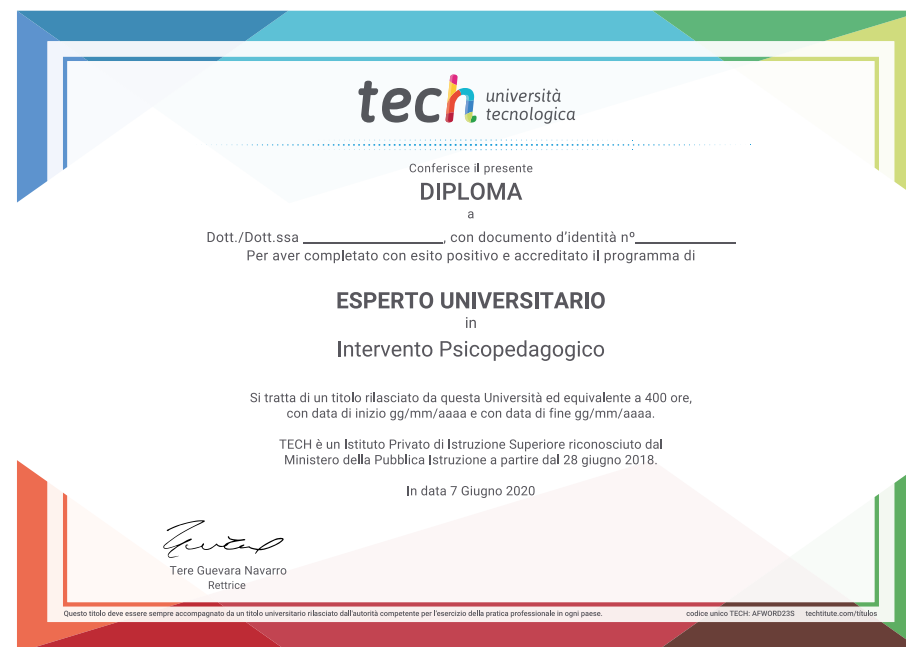 tech università
tecnologica
Conferisce il presente
DIPLOMA
a
Dott./Dott.ssa ____________________, con documento d'identità nº______________
Per aver completato con esito positivo e accreditato il programma di
ESPERTO UNIVERSITARIO
in
Intervento Psicopedagogico
Si tratta di un titolo rilasciato da questa Università ed equivalente a 400 ore,
con data di inizio gg/mm/aaaa e con data di fine gg/mm/aaaa.
TECH è un Istituto Privato di Istruzione Superiore riconosciuto dal
Ministero della Pubblica Istruzione a partire dal 28 giugno 2018.
In data 7 Giugno 2020
Tere Guevara Navarro
Rettrice
Questo titolo deve essere sempre accompagnato da un titolo universitario rilasciato dall'autorità competente per l'esercizio della pratica professionale in ogni paese. codice unico TECH: AFWORD23S techtitute.com/titulos